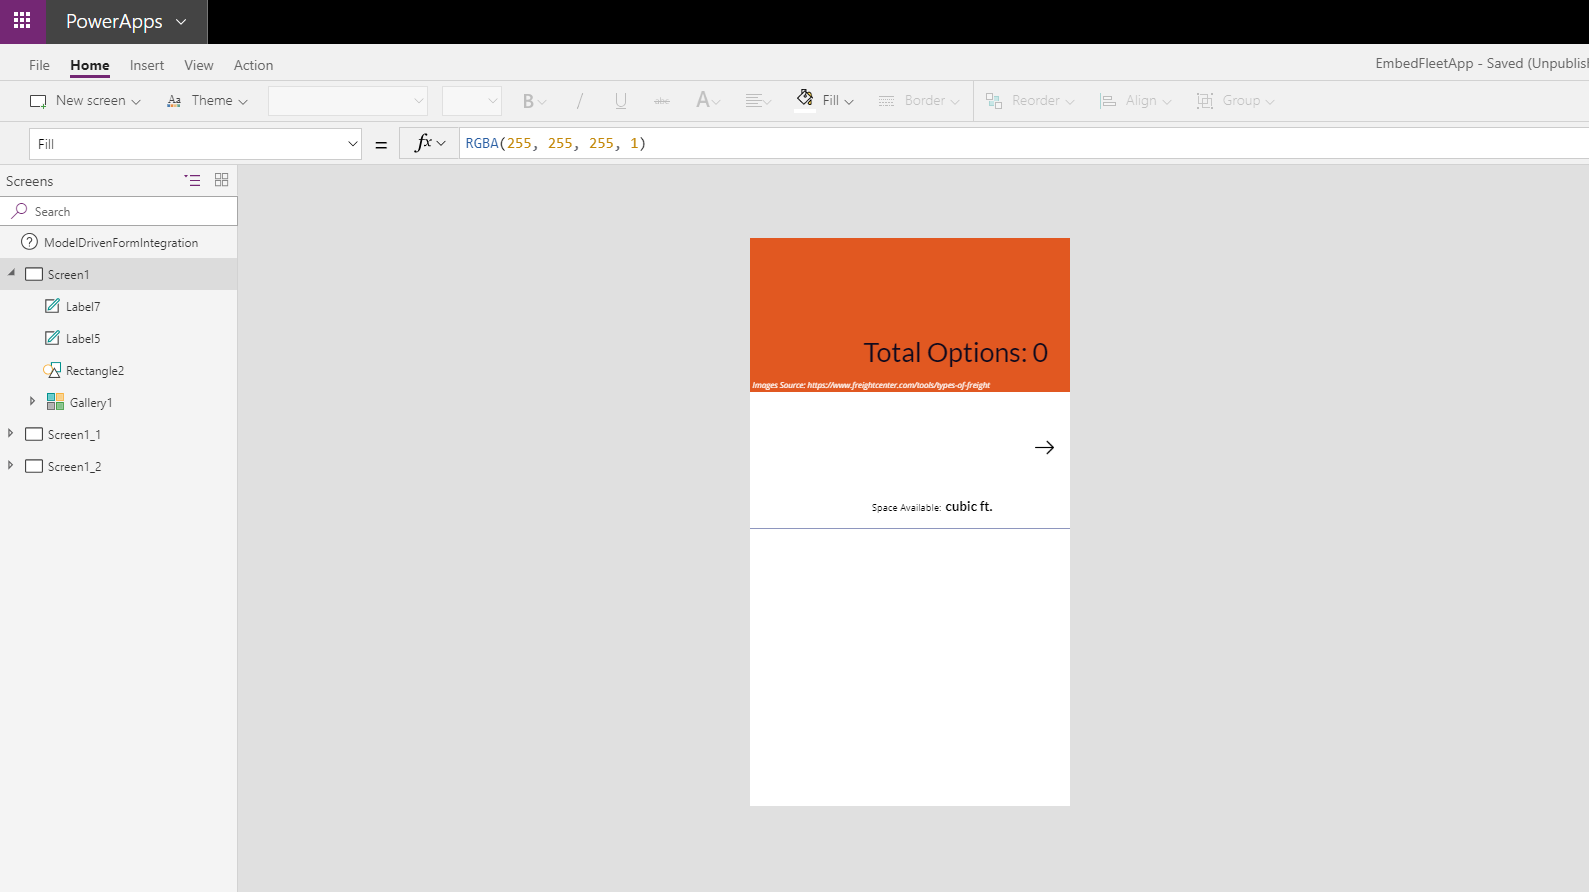 PowerApps
File Home Insert View Action
EmbedFleetApp - Saved (Unpublish
New screen Aa Theme B / U abc A Fill Border Reorder Align Group
Fill = fx RGBA(255, 255, 255, 1)
Screens
Search
ModelDrivenFormIntegration
Screen1
Label7
Label5
Rectangle2
Gallery1
Screen1_1
Screen1_2
Total Options: 0
Images Source: https://www.freightcenter.com/tools/types-of-freight
Space Available: cubic ft.